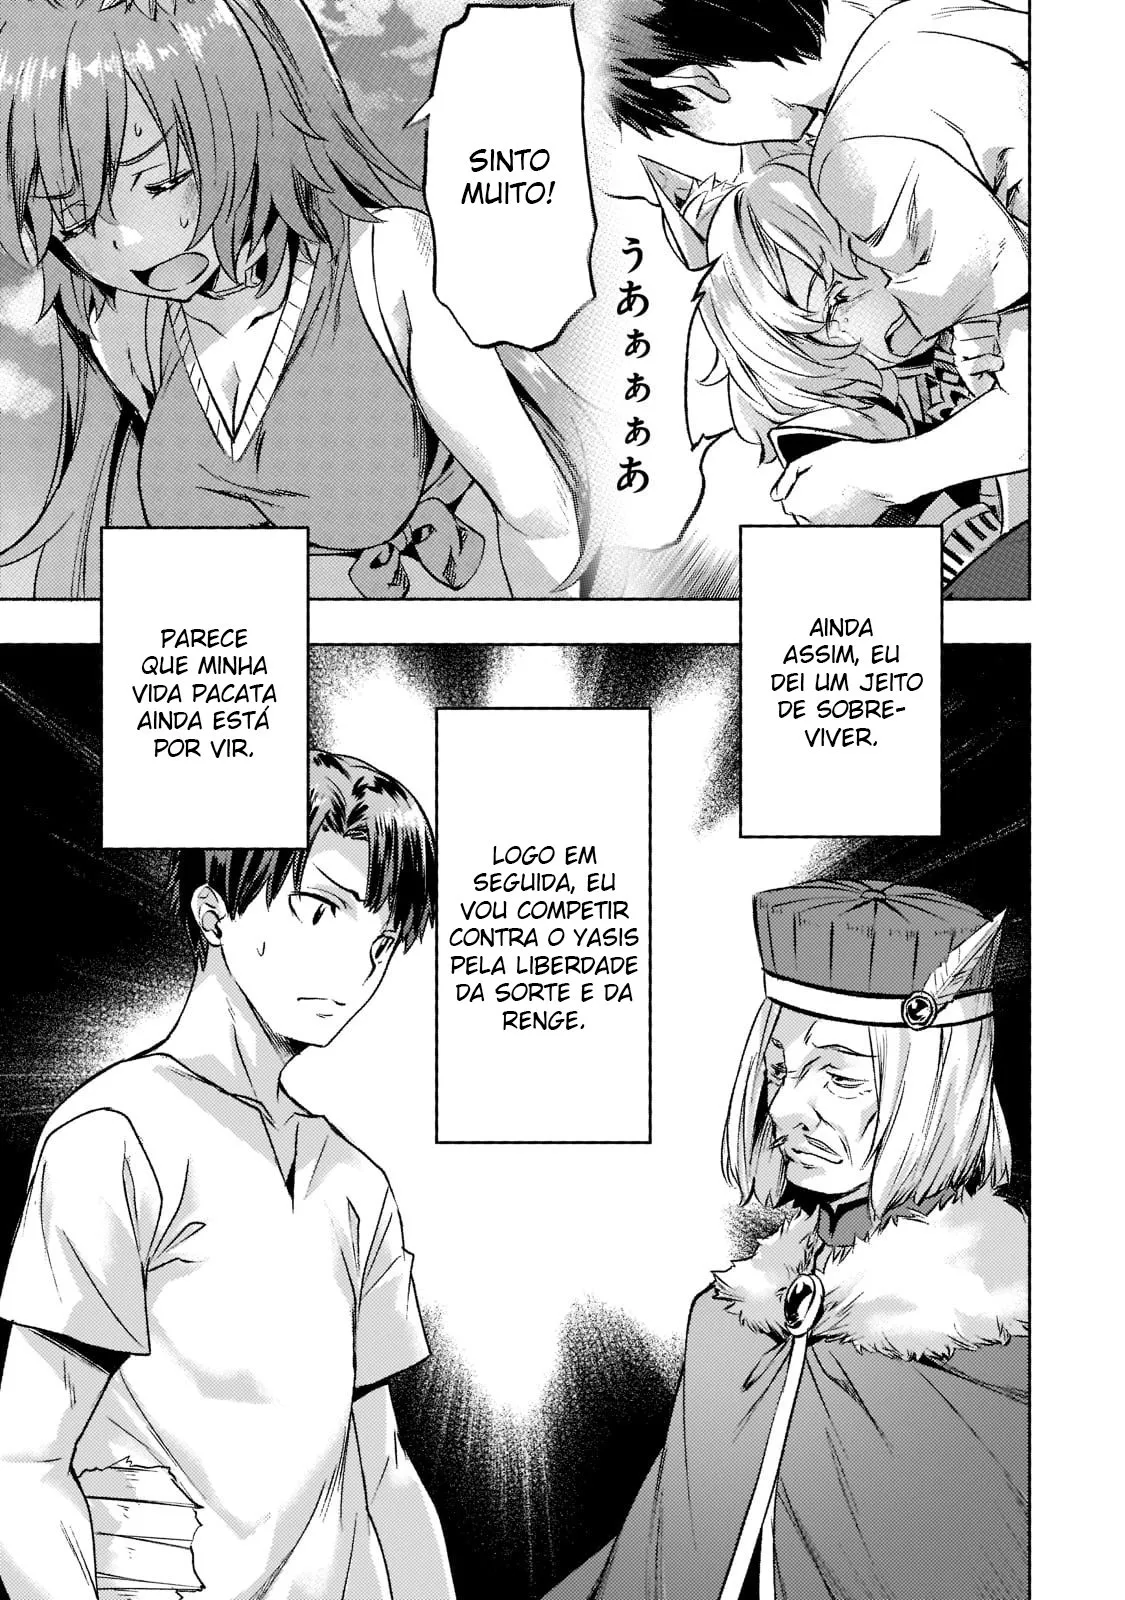 うあぁぁぁあ
SINTO
MUITO!
AINDA
ASSIM, EU
DEI UM JEITO
DE SOBRE-
VIVER.
LOGO EM
SEGUIDA, EU
VOU COMPETIR
CONTRA O YASIS
PELA LIBERDADE
DA SORTE E DA
RENGE.
PARECE
QUE MINHA
VIDA PACATA
AINDA ESTÁ
POR VIR.